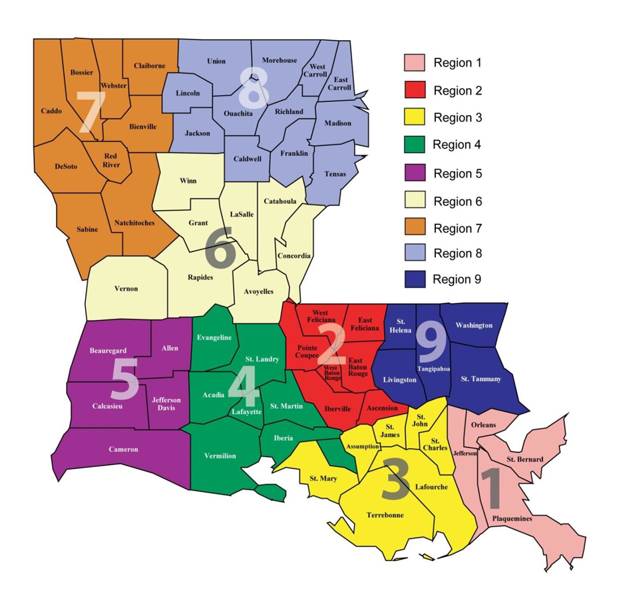 Bossier
Claiborne
Webster
Caddo
7
Bienville
DeSoto
Red
River
Sabine
Natchitoches
Union
Morehouse
West
Carroll
East
Carroll
8
Lincoln
Ouachita
Richland
Madison
Jackson
Caldwell
Franklin
Tensas
Winn
Grant
LaSalle
Catahoula
6
Concordia
Rapides
Vernon
Avoyelles
Beauregard
Allen
5
Calcasieu
Jefferson
Davis
Cameron
Evangeline
St. Landry
4
Acadia
Lafayette
St. Martin
Iberia
Vermilion
West
Feliciana
East
Feliciana
2
Pointe
Coupee
West
Baton
Rouge
East
Baton
Rouge
Iberville
Ascension
St.
Helena
9
Washington
Tangipahoa
Livingston
St. Tammany
St.
James
St.
John
St.
Charles
Assumption
3
St. Mary
Lafourche
Terrebonne
Orleans
Jefferson
St. Bernard
1
Plaquemines
Region 1
Region 2
Region 3
Region 4
Region 5
Region 6
Region 7
Region 8
Region 9